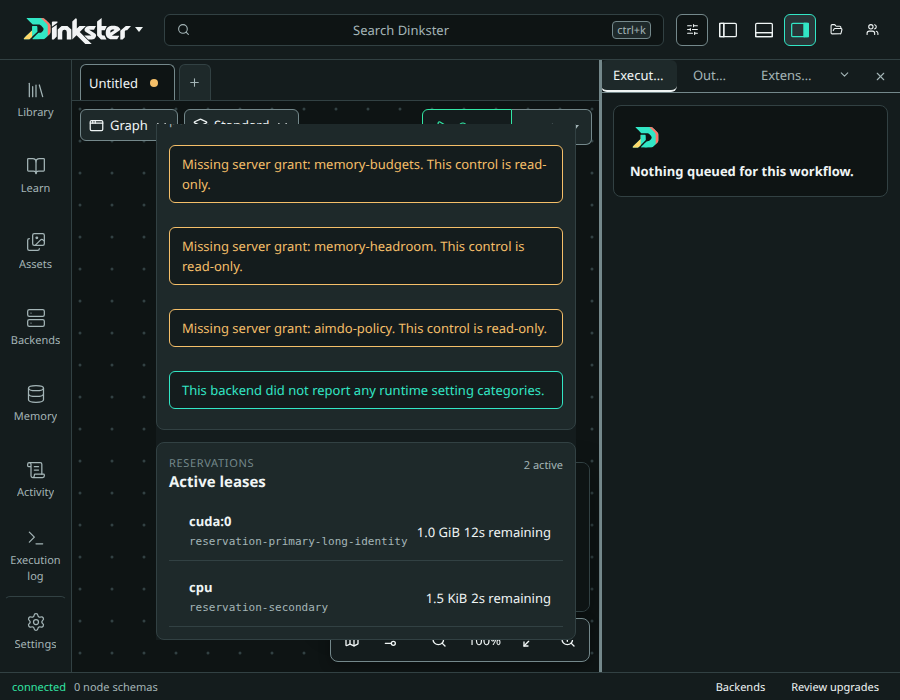 Dinkster
Search Dinkster
ctrl+k
Library
Learn
Assets
Backends
Memory
Activity
Execution
log
Settings
Untitled
+
Graph
Standard
Missing server grant: memory-budgets. This control is read-
only.
Missing server grant: memory-headroom. This control is
read-only.
Missing server grant: aimdo-policy. This control is read-only.
This backend did not report any runtime setting categories.
RESERVATIONS
2 active
Active leases
cuda:0
reservation-primary-long-identity
1.0 GiB 12s remaining
cpu
reservation-secondary
1.5 KiB 2s remaining
100%
Execut...
Out...
Extens...
Nothing queued for this workflow.
connected
0 node schemas
Backends
Review upgrades